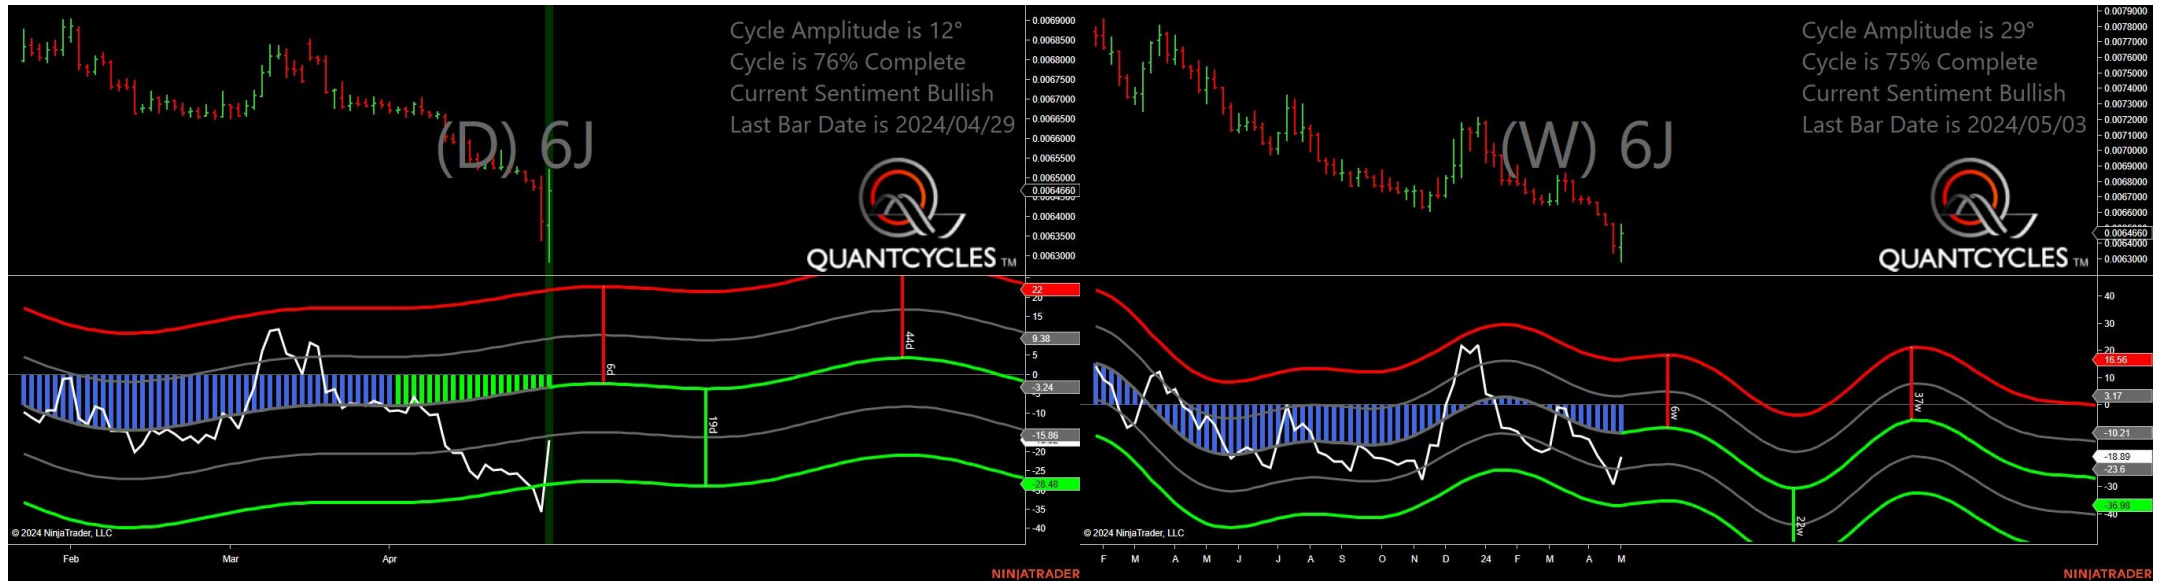 Cycle Amplitude is 12°
Cycle is 76% Complete
Current Sentiment Bullish
Last Bar Date is 2024/04/29
(D) 6J
QUANTCYCLES TM
0.0069000
0.0068500
0.0068000
0.0067500
0.0067000
0.0066500
0.0066000
0.0065500
0.0065000
0.0064660
0.0064000
0.0063500
0.0063000
22
20
15
9.38
5
0
-3.24
-10
-15.86
-20
-25
-28.48
-35
-40
6d
19d
44d
© 2024 NinjaTrader, LLC
Feb
Mar
Apr
NINJATRADER
Cycle Amplitude is 29°
Cycle is 75% Complete
Current Sentiment Bullish
Last Bar Date is 2024/05/03
(W) 6J
QUANTCYCLES TM
0.0079000
0.0078000
0.0077000
0.0076000
0.0075000
0.0074000
0.0073000
0.0072000
0.0071000
0.0070000
0.0069000
0.0068000
0.0067000
0.0066000
0.0064660
0.0064000
0.0063000
40
30
20
16.56
10
3.17
0
-10.21
-18.89
-23.6
-30
-36.98
-40
6w
22w
37w
© 2024 NinjaTrader, LLC
F M A M J J A S O N D 24 F M A M
NINJATRADER